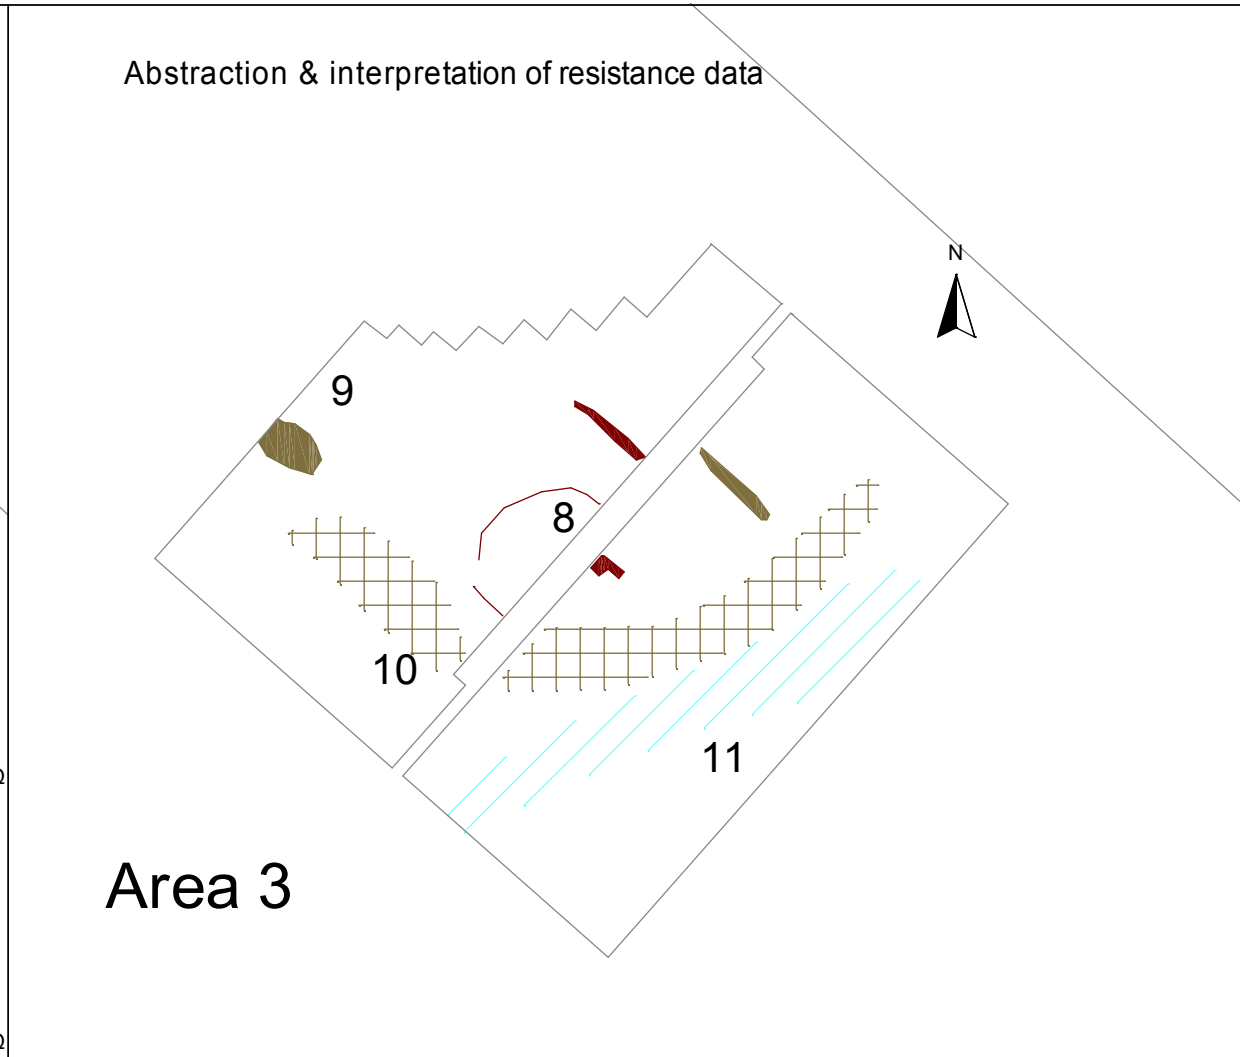 Abstraction & interpretation of resistance data
N
9
8
10
11
Area 3